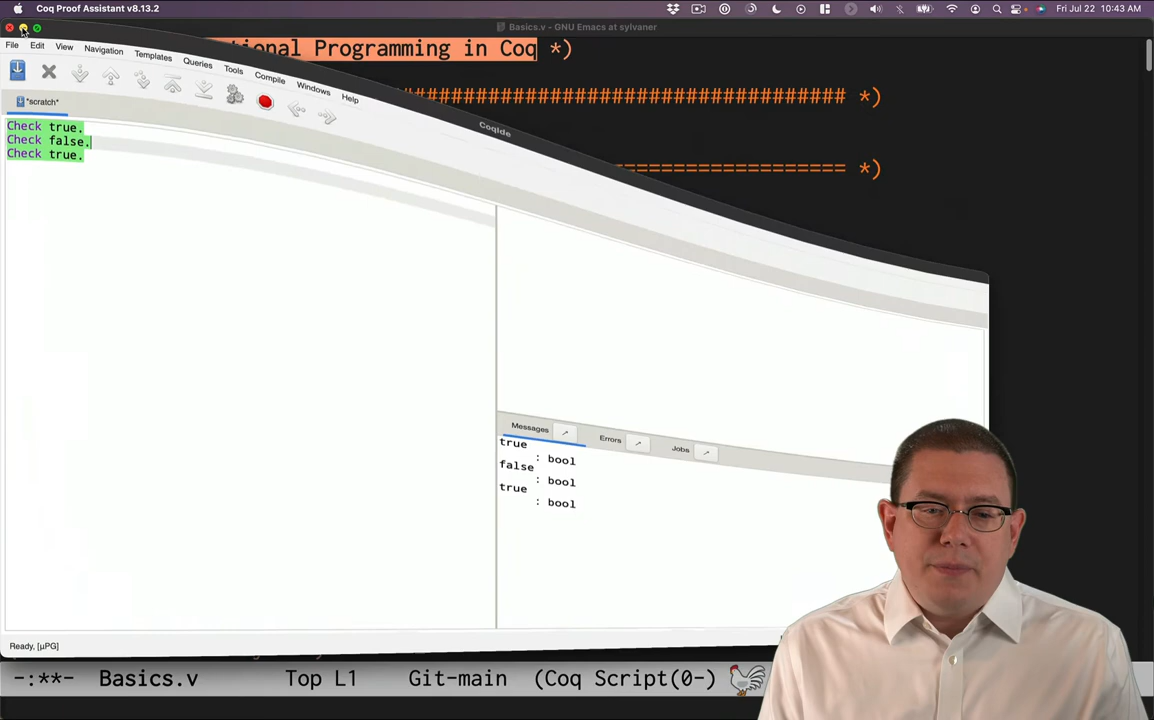 Coq Proof Assistant v8.13.2
Fri Jul 22 10:43 AM
Basics.v - GNU Emacs at sylvaner
tional Programming in Coq *)
File Edit View Navigation Templates Queries Tools Compile Windows Help
########################################### *)
*scratch*
CoqIde
Check true.
Check false.
Check true.
====================== *)
Messages Errors Jobs
true
: bool
false
: bool
true
: bool
Ready, [μPG]
-:**- Basics.v Top L1 Git-main (Coq Script(0-)